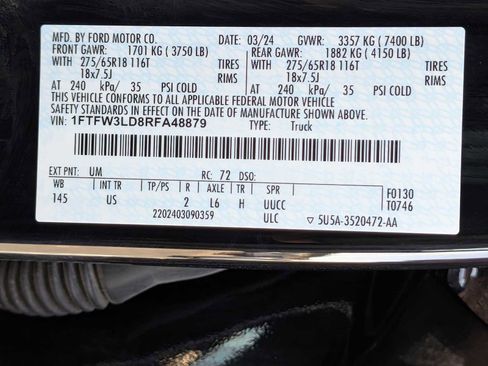 MFD. BY FORD MOTOR CO. 03/24 GVWR: 3357 KG ( 7400 LB)
FRONT GAWR: 1701 KG ( 3750 LB) REAR GAWR: 1882 KG ( 4150 LB)
WITH 275/65R18 116T TIRES WITH 275/65R18 116T TIRES
18x7.5J RIMS 18x7.5J RIMS
AT 240 kPa/ 35 PSI COLD AT 240 kPa/ 35 PSI COLD
THIS VEHICLE CONFORMS TO ALL APPLICABLE FEDERAL MOTOR VEHICLE
SAFETY STANDARDS IN EFFECT ON THE DATE OF MANUFACTURE SHOWN ABOVE.
VIN: 1FTFW3LD8RFA48879 TYPE: Truck
EXT PNT: UM RC: 72 DSO:
WB INT TR TP/PS R AXLE TR SPR F0130
145 US 2 L6 H UUCC T0746
2202403090359 ULC ▽ 5U5A-3520472-AA